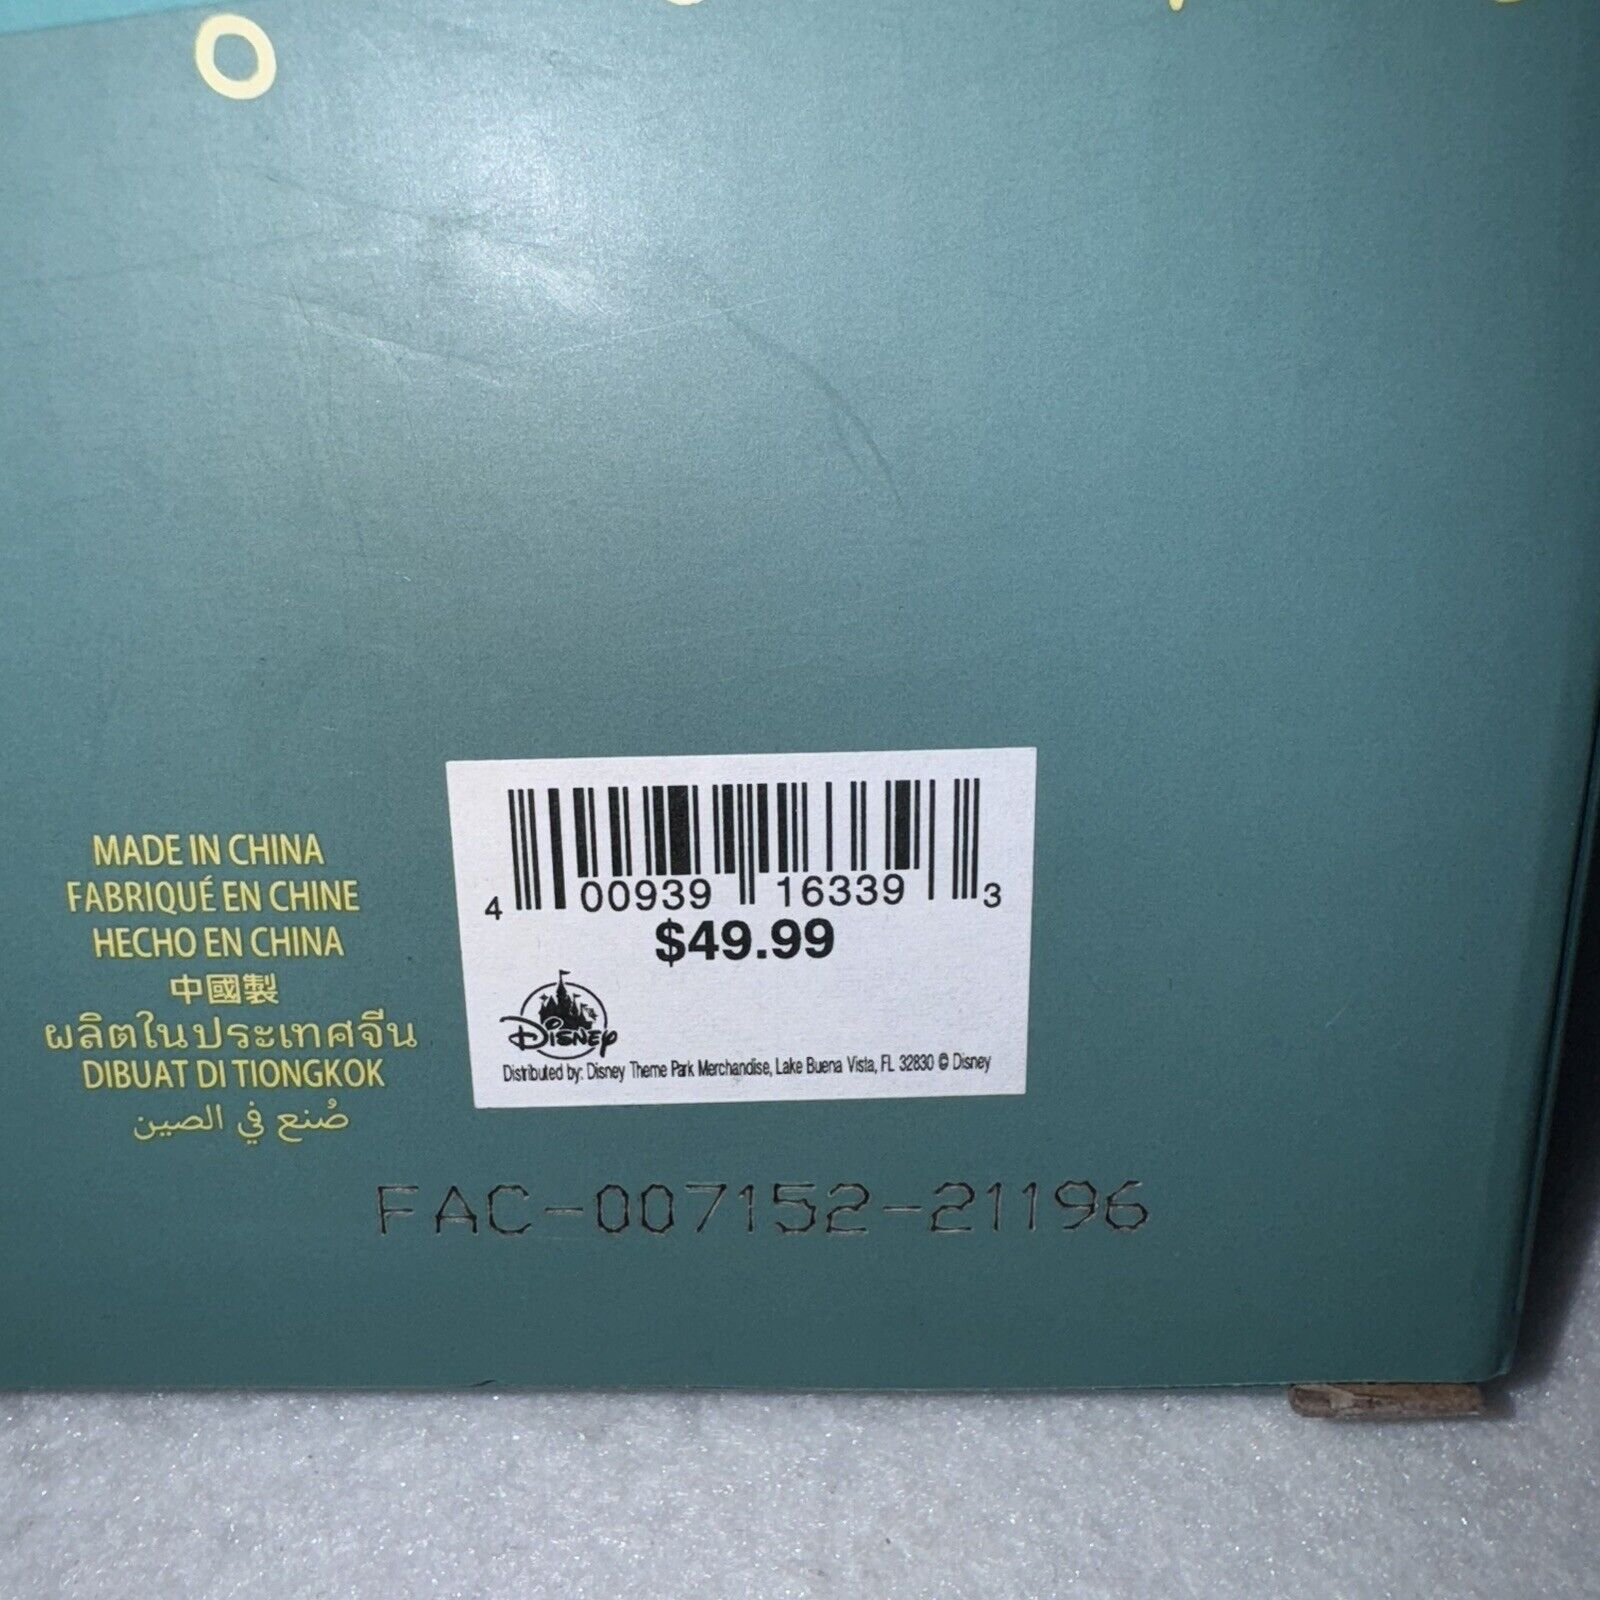 MADE IN CHINA
FABRIQUÉ EN CHINE
HECHO EN CHINA
中國製
ผลิตในประเทศจีน
DIBUAT DI TIONGKOK
صُنع في الصين
4 00939 16339 3
$49.99
Disney
Distributed by: Disney Theme Park Merchandise, Lake Buena Vista, FL 32830 © Disney
FAC-007152-21196